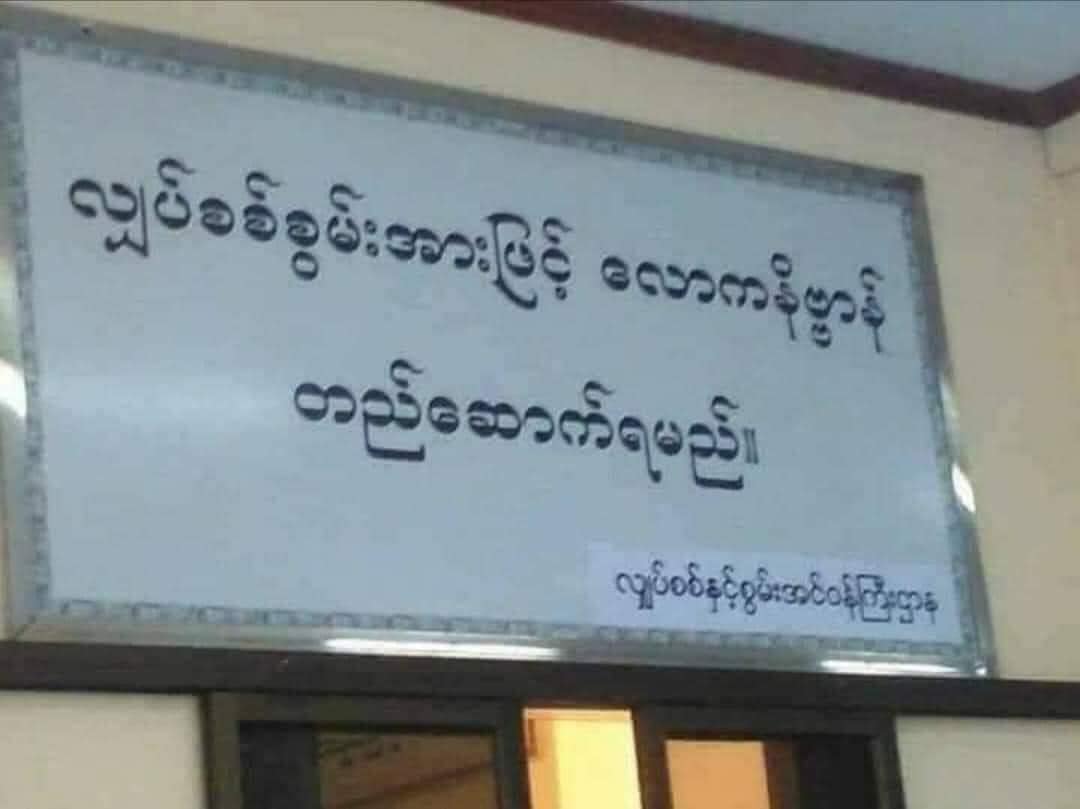 လျှပ်စစ်စွမ်းအားဖြင့် လောကနိဗ္ဗာန်
တည်ဆောက်ရမည်။
လျှပ်စစ်နှင့်စွမ်းအင်ဝန်ကြီးဌာန